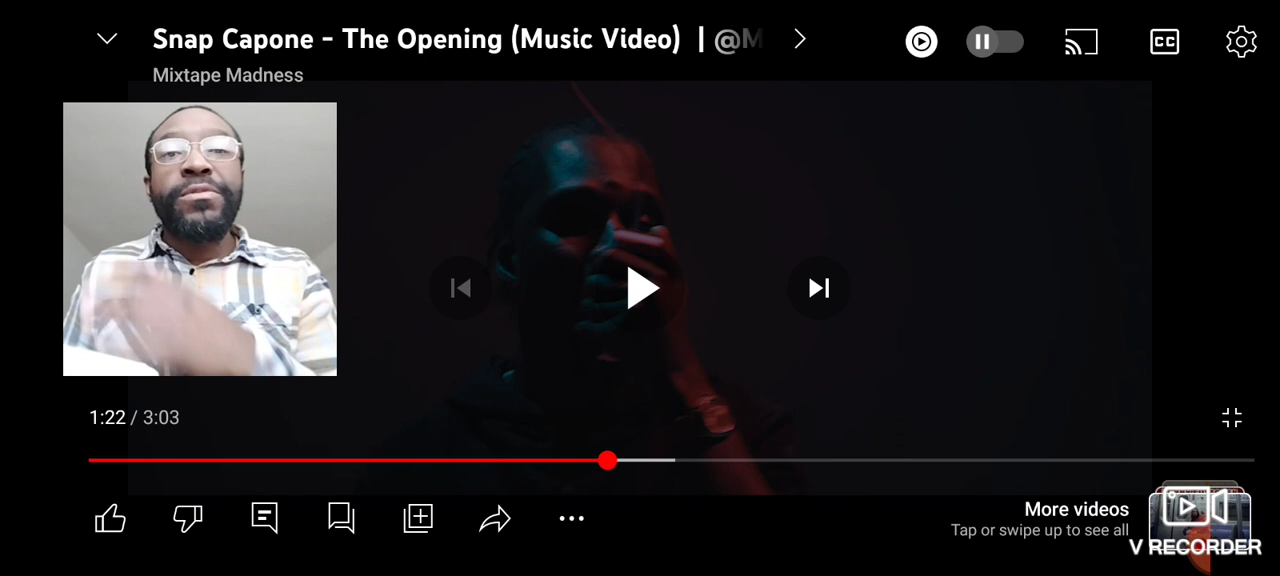 Snap Capone - The Opening (Music Video) | @M
Mixtape Madness
CC
1:22 / 3:03
More videos
Tap or swipe up to see all
V RECORDER